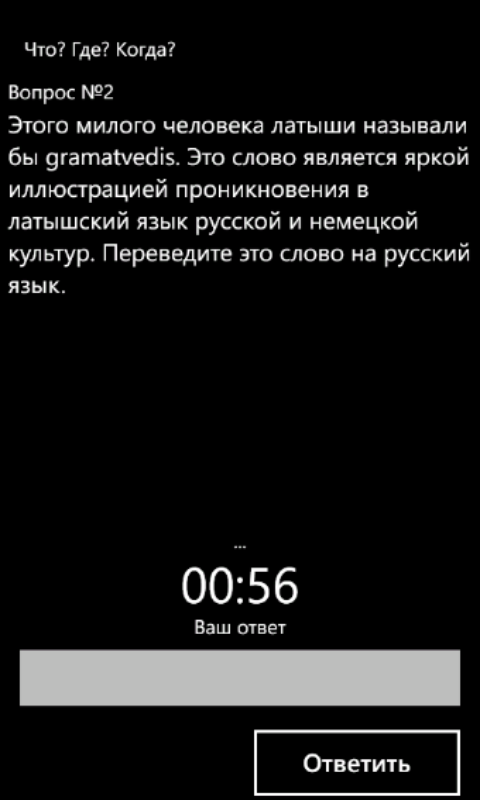 Что? Где? Когда?
Вопрос №2
Этого милого человека латыши называли
бы gramatvedis. Это слово является яркой
иллюстрацией проникновения в
латышский язык русской и немецкой
культур. Переведите это слово на русский
язык.
...
00:56
Ваш ответ
Ответить